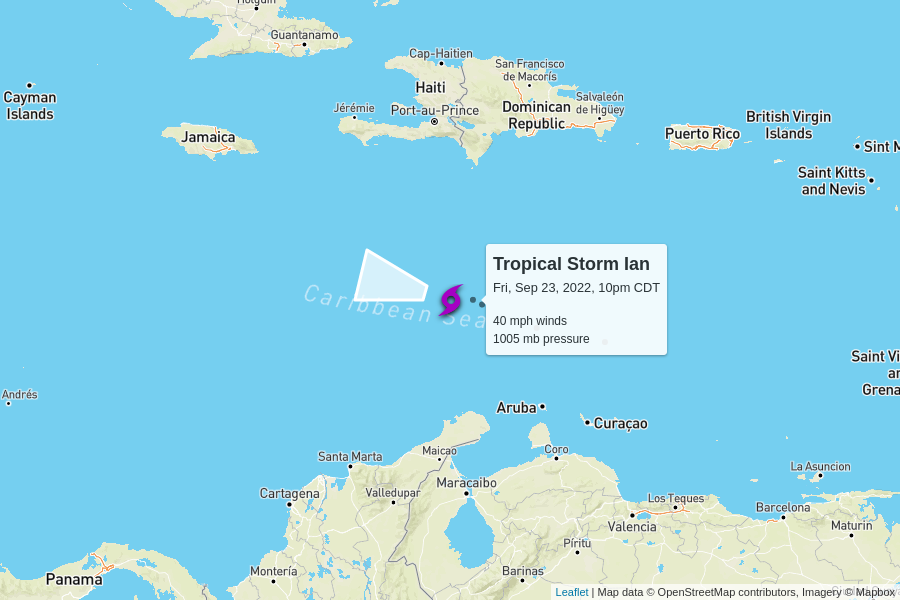 Holguín
Guantanamo
Cap-Haitien
San Francisco
de Macorís
Haiti
Cayman
Islands
Jérémie
Port-au-Prince
Dominican
Republic
Salvaleón
de Higüey
British Virgin
Islands
Jamaica
Puerto Rico
Sint M
Saint Kitts
and Nevis
Tropical Storm Ian
Fri, Sep 23, 2022, 10pm CDT
40 mph winds
1005 mb pressure
Caribbean Sea
Saint Vi
an
Grena
Andrés
Aruba
Curaçao
Santa Marta
Maicao
Coro
La Asuncion
Cartagena
Valledupar
Maracaibo
Los Teques
Barcelona
Valencia
Maturin
Píritu
Panama
Montería
Barinas
Leaflet | Map data © OpenStreetMap contributors, Imagery © Mapbox